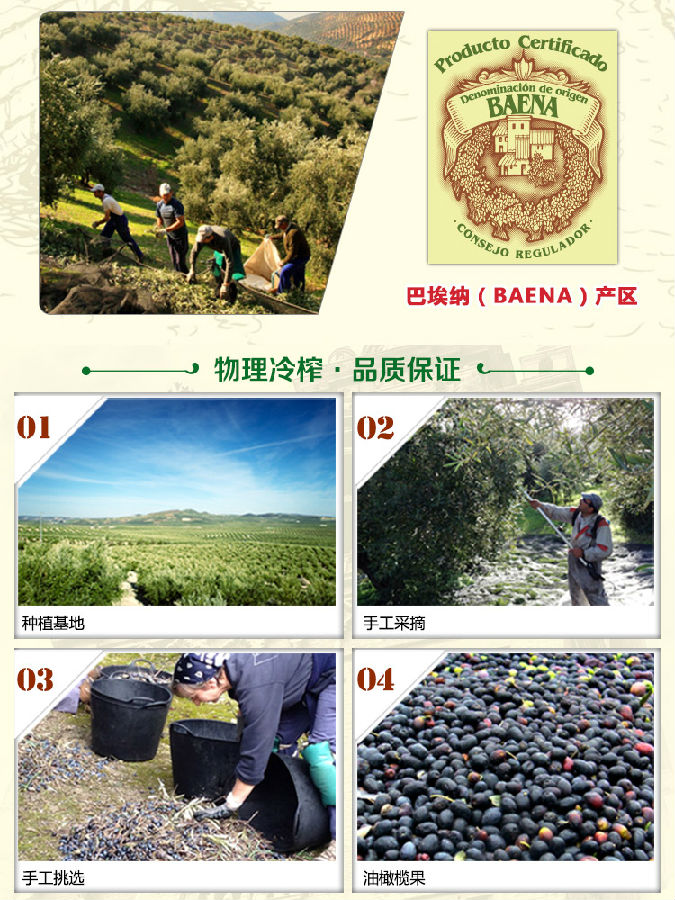 Producto Certificado
Denominación de origen
BAENA
· CONSEJO REGULADOR ·
巴埃纳（BAENA）产区
物理冷榨 · 品质保证
01
02
种植基地
手工采摘
03
04
手工挑选
油橄榄果